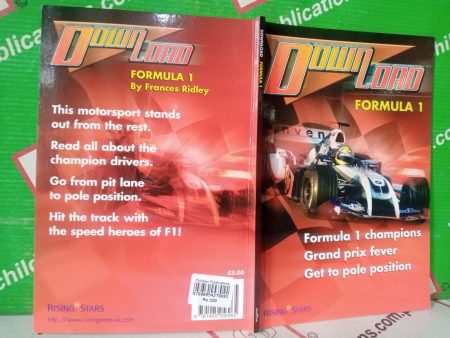 DOWNLOAD
FORMULA 1
By Frances Ridley
This motorsport stands
out from the rest.
Read all about the
champion drivers.
Go from pit lane
to pole position.
Hit the track with
the speed heroes of F1!
£5.00
RISING STARS
http://www.risingstars-uk.com
DOWNLOAD FORMULA 1
DOWNLOAD
FORMULA 1
Formula 1 champions
Grand prix fever
Get to pole position
RISING STARS